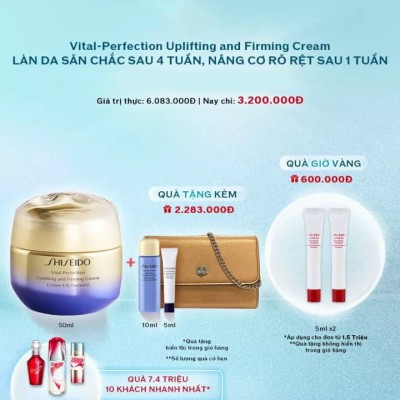 Vital-Perfection Uplifting and Firming Cream
LÀN DA SĂN CHẮC SAU 4 TUẦN, NÂNG CƠ RÕ RỆT SAU 1 TUẦN
Giá trị thực: 6.083.000Đ | Nay chỉ: 3.200.000Đ
QUÀ GIỜ VÀNG
600.000Đ
QUÀ TẶNG KÈM
2.283.000Đ
SHISEIDO
Vital Perfection
Uplifting and Firming Cream
+
50ml
10ml
5ml
*Quà tặng
hiển thị trong giỏ hàng
**Số lượng quà có hạn
5ml x2
*Áp dụng cho đơn từ 1.5 Triệu
**Quà tặng không hiển thị
trong giỏ hàng
QUÀ 7.4 TRIỆU
10 KHÁCH NHANH NHẤT*